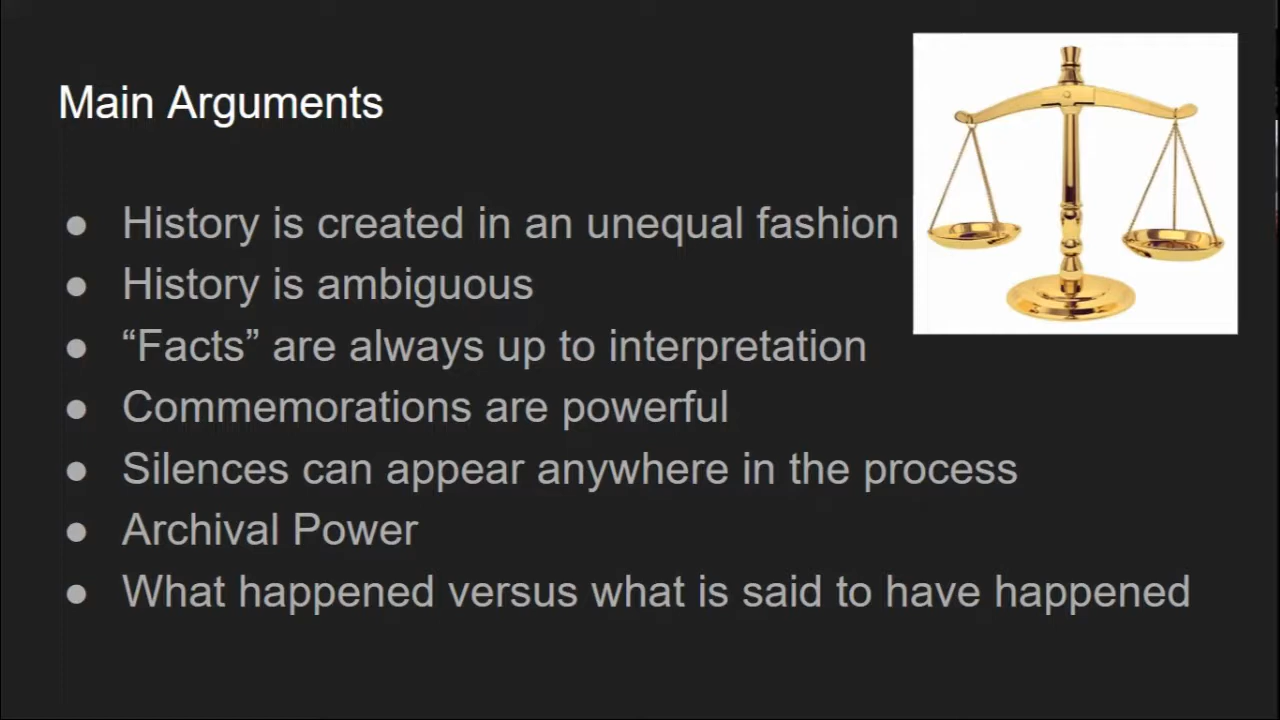 Main Arguments
● History is created in an unequal fashion
● History is ambiguous
● “Facts” are always up to interpretation
● Commemorations are powerful
● Silences can appear anywhere in the process
● Archival Power
● What happened versus what is said to have happened